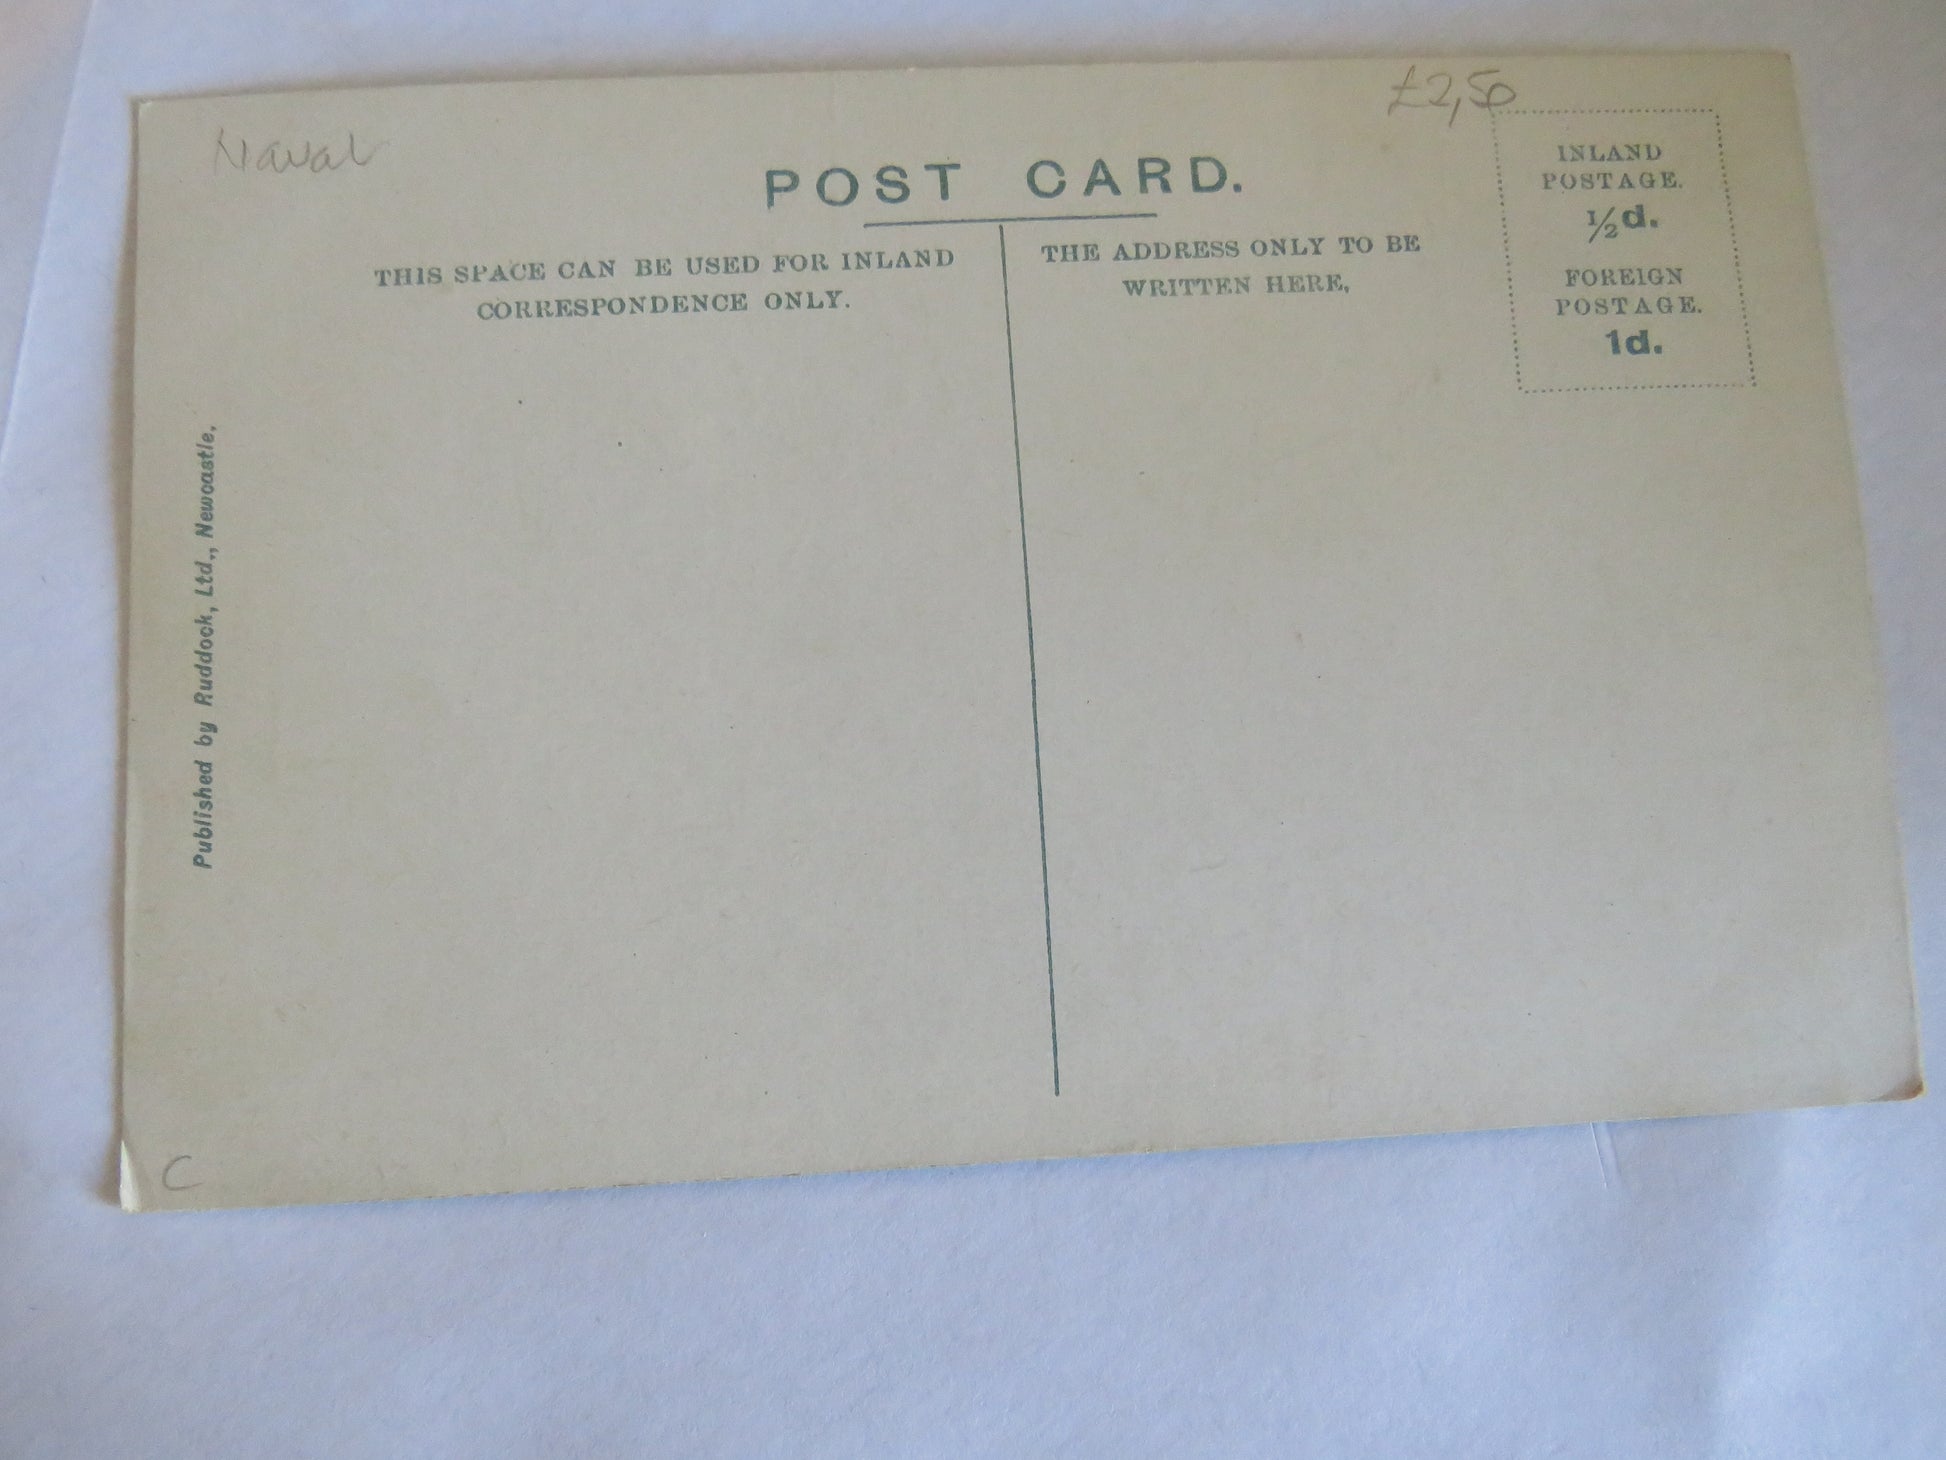 Naval
£2,50
POST CARD.
THIS SPACE CAN BE USED FOR INLAND
CORRESPONDENCE ONLY.
THE ADDRESS ONLY TO BE
WRITTEN HERE.
INLAND
POSTAGE.
½d.
FOREIGN
POSTAGE.
1d.
Published by Ruddock, Ltd., Newcastle.
C